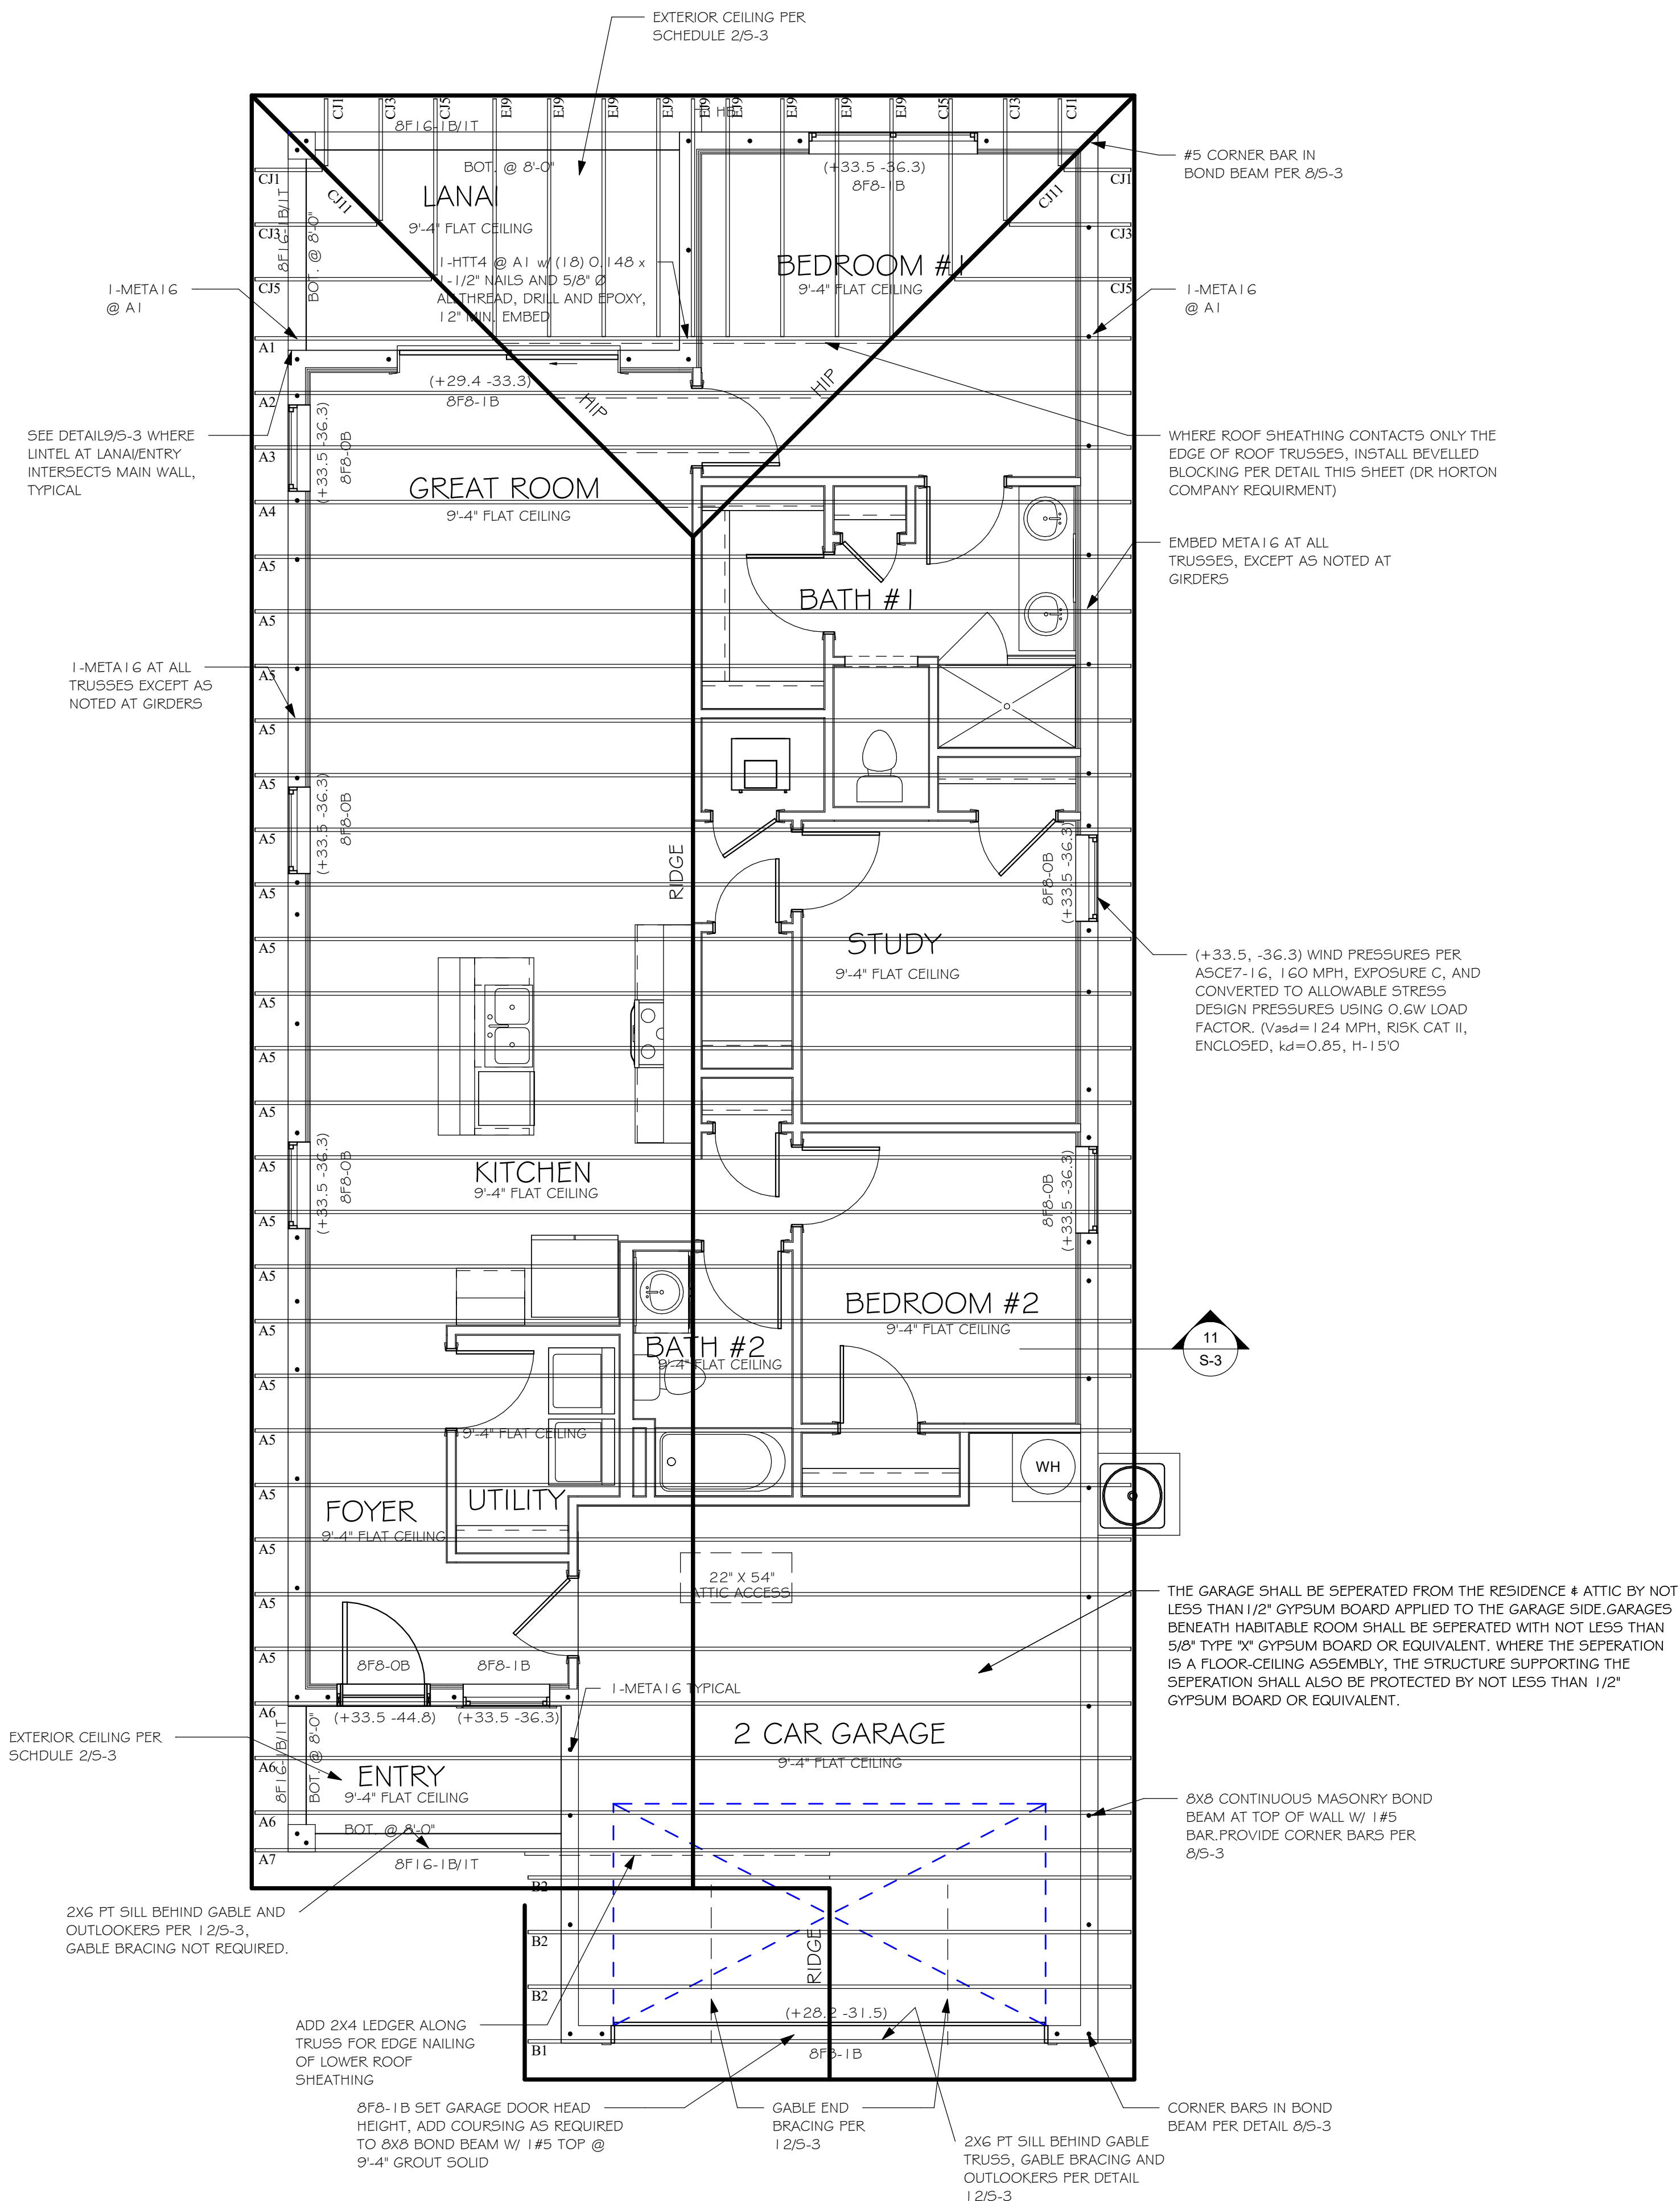 EXTERIOR CEILING PER
SCHEDULE 2/S-3
CJ1
CJ3
CJ5
EJ9
EJ9
EJ9
EJ9
EJ9
EJ9
EJ9
EJ9
EJ9
CJ5
CJ3
CJ1
8F16-1B/1T
BOT. @ 8'-0"
(+33.5 -36.3)
8F8-1B
#5 CORNER BAR IN
BOND BEAM PER 8/S-3
CJ1
CJ11
LANAI
9'-4" FLAT CEILING
CJ11
CJ1
CJ3
8F16-1B/1T
BOT. @ 8'-0"
CJ3
1-HTT4 @ A1 w/ (18) 0.148 x
1-1/2" NAILS AND 5/8" Ø
ALLTHREAD, DRILL AND EPOXY,
12" MIN. EMBED
BEDROOM #1
9'-4" FLAT CEILING
CJ5
CJ5
1-META16
@ A1
1-META16
@ A1
A1
(+29.4 -33.3)
8F8-1B
HIP
HIP
A2
SEE DETAIL9/S-3 WHERE
LINTEL AT LANAI/ENTRY
INTERSECTS MAIN WALL,
TYPICAL
(+33.5 -36.3)
8F8-0B
WHERE ROOF SHEATHING CONTACTS ONLY THE
EDGE OF ROOF TRUSSES, INSTALL BEVELLED
BLOCKING PER DETAIL THIS SHEET (DR HORTON
COMPANY REQUIRMENT)
A3
GREAT ROOM
9'-4" FLAT CEILING
A4
EMBED META16 AT ALL
TRUSSES, EXCEPT AS NOTED AT
GIRDERS
A5
BATH #1
A5
1-META16 AT ALL
TRUSSES EXCEPT AS
NOTED AT GIRDERS
A5
A5
A5
(+33.5 -36.3)
8F8-0B
A5
RIDGE
8F8-0B
(+33.5 -36.3)
A5
STUDY
9'-4" FLAT CEILING
A5
(+33.5, -36.3) WIND PRESSURES PER
ASCE7-16, 160 MPH, EXPOSURE C, AND
CONVERTED TO ALLOWABLE STRESS
DESIGN PRESSURES USING 0.6W LOAD
FACTOR. (Vasd=124 MPH, RISK CAT II,
ENCLOSED, kd=0.85, H-15'0
A5
A5
A5
A5
(+33.5 -36.3)
8F8-0B
KITCHEN
9'-4" FLAT CEILING
8F8-0B
(+33.5 -36.3)
A5
A5
BEDROOM #2
9'-4" FLAT CEILING
A5
11
S-3
BATH #2
9'-4" FLAT CEILING
A5
9'-4" FLAT CEILING
A5
WH
A5
FOYER
9'-4" FLAT CEILING
UTILITY
A5
22" X 54"
ATTIC ACCESS
A5
THE GARAGE SHALL BE SEPERATED FROM THE RESIDENCE & ATTIC BY NOT
LESS THAN1/2" GYPSUM BOARD APPLIED TO THE GARAGE SIDE.GARAGES
BENEATH HABITABLE ROOM SHALL BE SEPERATED WITH NOT LESS THAN
5/8" TYPE "X" GYPSUM BOARD OR EQUIVALENT. WHERE THE SEPERATION
IS A FLOOR-CEILING ASSEMBLY, THE STRUCTURE SUPPORTING THE
SEPERATION SHALL ALSO BE PROTECTED BY NOT LESS THAN 1/2"
GYPSUM BOARD OR EQUIVALENT.
A5
8F8-0B
8F8-1B
1-META16 TYPICAL
A6
(+33.5 -44.8)
(+33.5 -36.3)
EXTERIOR CEILING PER
SCHDULE 2/S-3
8F16-1B/1T
BOT. @ 8'-0"
2 CAR GARAGE
9'-4" FLAT CEILING
A6
ENTRY
9'-4" FLAT CEILING
A6
BOT. @ 8'-0"
8X8 CONTINUOUS MASONRY BOND
BEAM AT TOP OF WALL W/ 1#5
BAR.PROVIDE CORNER BARS PER
8/S-3
A7
8F16-1B/1T
B2
2X6 PT SILL BEHIND GABLE AND
OUTLOOKERS PER 12/S-3,
GABLE BRACING NOT REQUIRED.
B2
RIDGE
B2
(+28.2 -31.5)
ADD 2X4 LEDGER ALONG
TRUSS FOR EDGE NAILING
OF LOWER ROOF
SHEATHING
B1
8F8-1B
8F8-1B SET GARAGE DOOR HEAD
HEIGHT, ADD COURSING AS REQUIRED
TO 8X8 BOND BEAM W/ 1#5 TOP @
9'-4" GROUT SOLID
GABLE END
BRACING PER
12/S-3
2X6 PT SILL BEHIND GABLE
TRUSS, GABLE BRACING AND
OUTLOOKERS PER DETAIL
12/S-3
CORNER BARS IN BOND
BEAM PER DETAIL 8/S-3